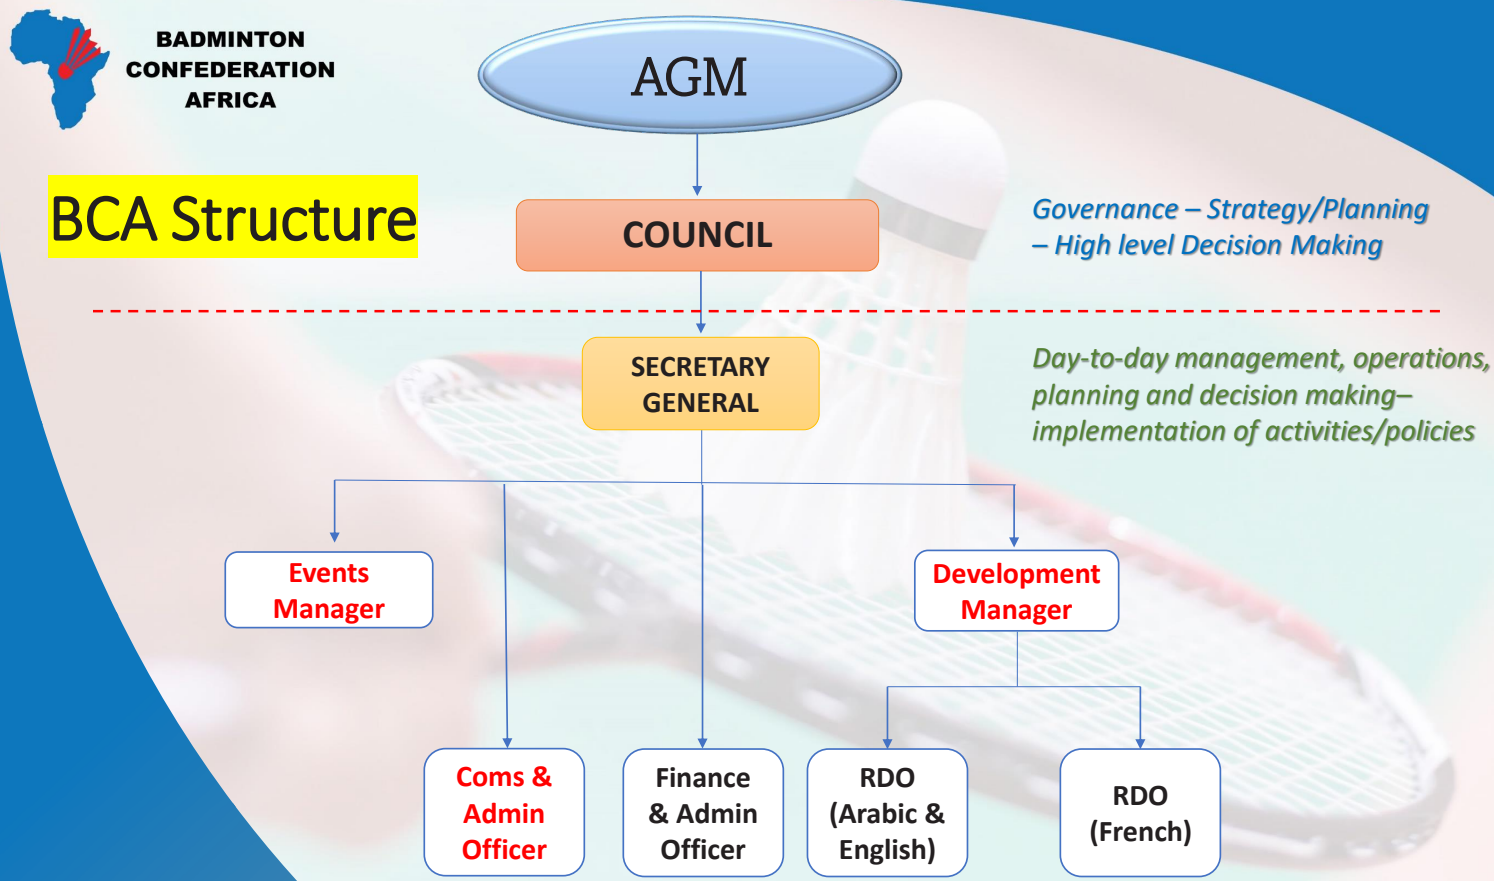 BADMINTON
CONFEDERATION
AFRICA
AGM
BCA Structure
COUNCIL
Governance – Strategy/Planning
– High level Decision Making
SECRETARY
GENERAL
Day-to-day management, operations,
planning and decision making–
implementation of activities/policies
Events
Manager
Development
Manager
Coms &
Admin
Officer
Finance
& Admin
Officer
RDO
(Arabic &
English)
RDO
(French)